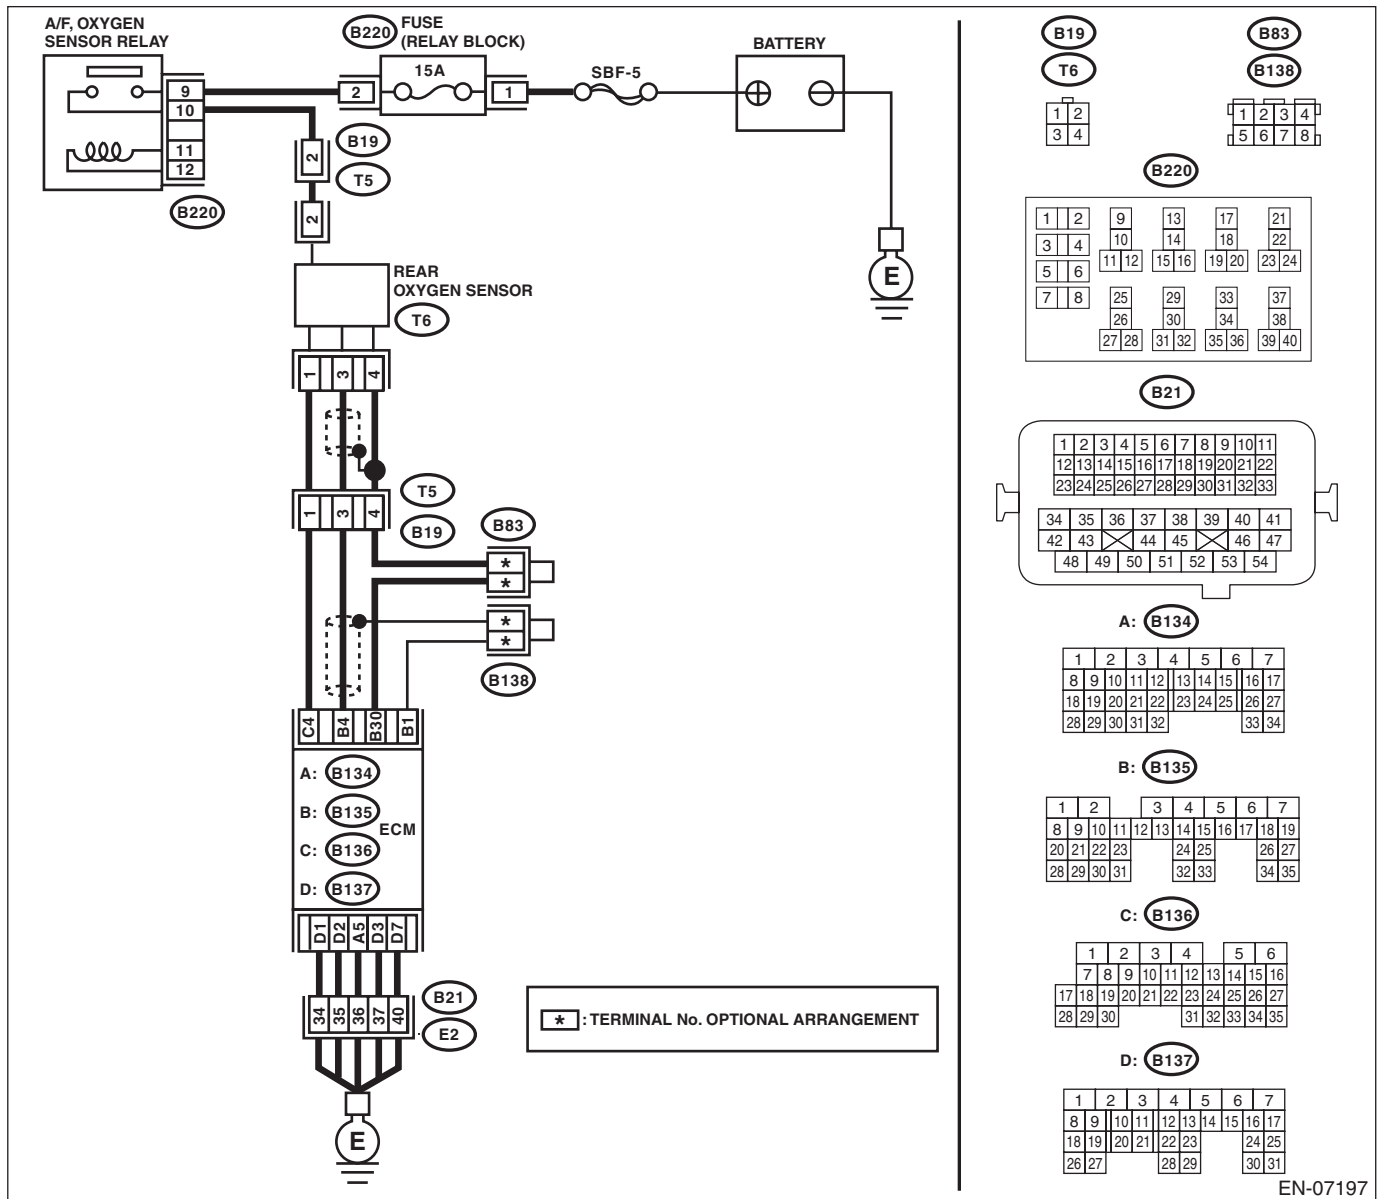 A/F, OXYGEN
SENSOR RELAY
B220
FUSE
(RELAY BLOCK)
15A
SBF-5
BATTERY
9
10
11
12
2
1
B220
2
B19
T5
2
E
REAR
OXYGEN SENSOR
T6
1 3 4
T5
1 3 4
B19
B83
*
*
*
*
B138
C4 B4 B30 B1
A: B134
B: B135
ECM
C: B136
D: B137
D1 D2 A5 D3 D7
34 35 36 37 40
B21
E2
E
* : TERMINAL No. OPTIONAL ARRANGEMENT
B19
T6
1 2
3 4
B83
B138
1 2 3 4
5 6 7 8
B220
1 2 9 13 17 21
3 4 10 14 18 22
5 6 11 12 15 16 19 20 23 24
7 8 25 29 33 37
26 30 34 38
27 28 31 32 35 36 39 40
B21
1 2 3 4 5 6 7 8 9 10 11
12 13 14 15 16 17 18 19 20 21 22
23 24 25 26 27 28 29 30 31 32 33
34 35 36 37 38 39 40 41
42 43 44 45 46 47
48 49 50 51 52 53 54
A: B134
1 2 3 4 5 6 7
8 9 10 11 12 13 14 15 16 17
18 19 20 21 22 23 24 25 26 27
28 29 30 31 32 33 34
B: B135
1 2 3 4 5 6 7
8 9 10 11 12 13 14 15 16 17 18 19
20 21 22 23 24 25 26 27
28 29 30 31 32 33 34 35
C: B136
1 2 3 4 5 6
7 8 9 10 11 12 13 14 15 16
17 18 19 20 21 22 23 24 25 26 27
28 29 30 31 32 33 34 35
D: B137
1 2 3 4 5 6 7
8 9 10 11 12 13 14 15 16 17
18 19 20 21 22 23 24 25
26 27 28 29 30 31
EN-07197